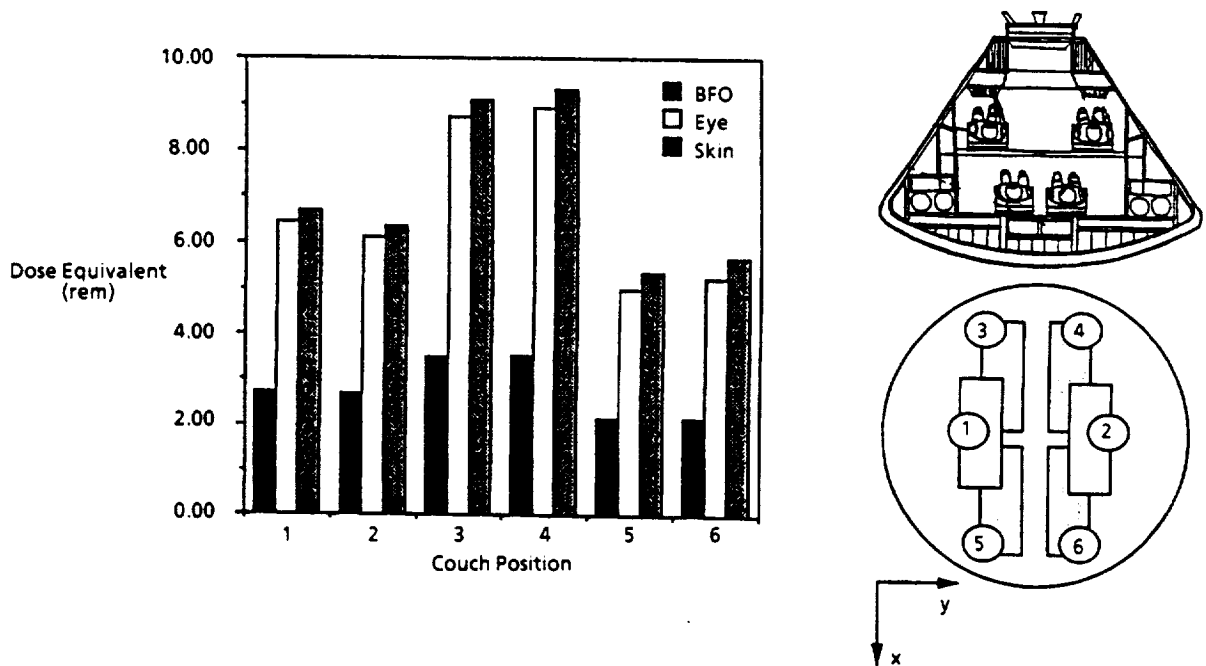 10.00
8.00
6.00
4.00
2.00
0.00
Dose Equivalent
(rem)
BFO
Eye
Skin
1 2 3 4 5 6
Couch Position
3 4
1 2
5 6
y
x